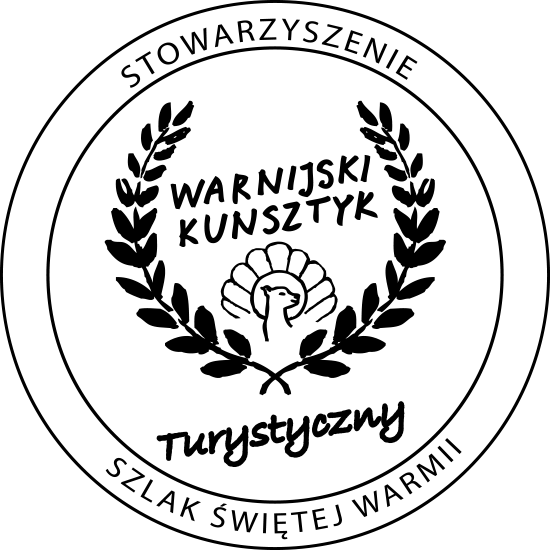 STOWARZYSZENIE
WARNIJSKI
KUNSZTYK
Turystyczny
SZLAK ŚWIĘTEJ WARMII